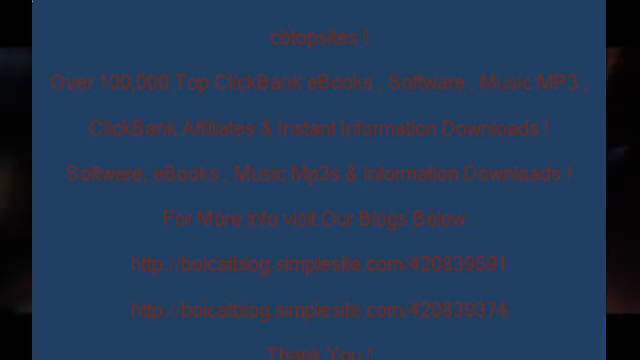 cbtopsites !
Over 100,000 Top ClickBank eBooks , Software , Music MP3 ,
ClickBank Affiliates & Instant Information Downloads !
Software, eBooks , Music Mp3s & Information Downloads !
For More info visit Our Blogs Below
http://boicatblog.simplesite.com/420839591
http://boicatblog.simplesite.com/420839374
Thank You !